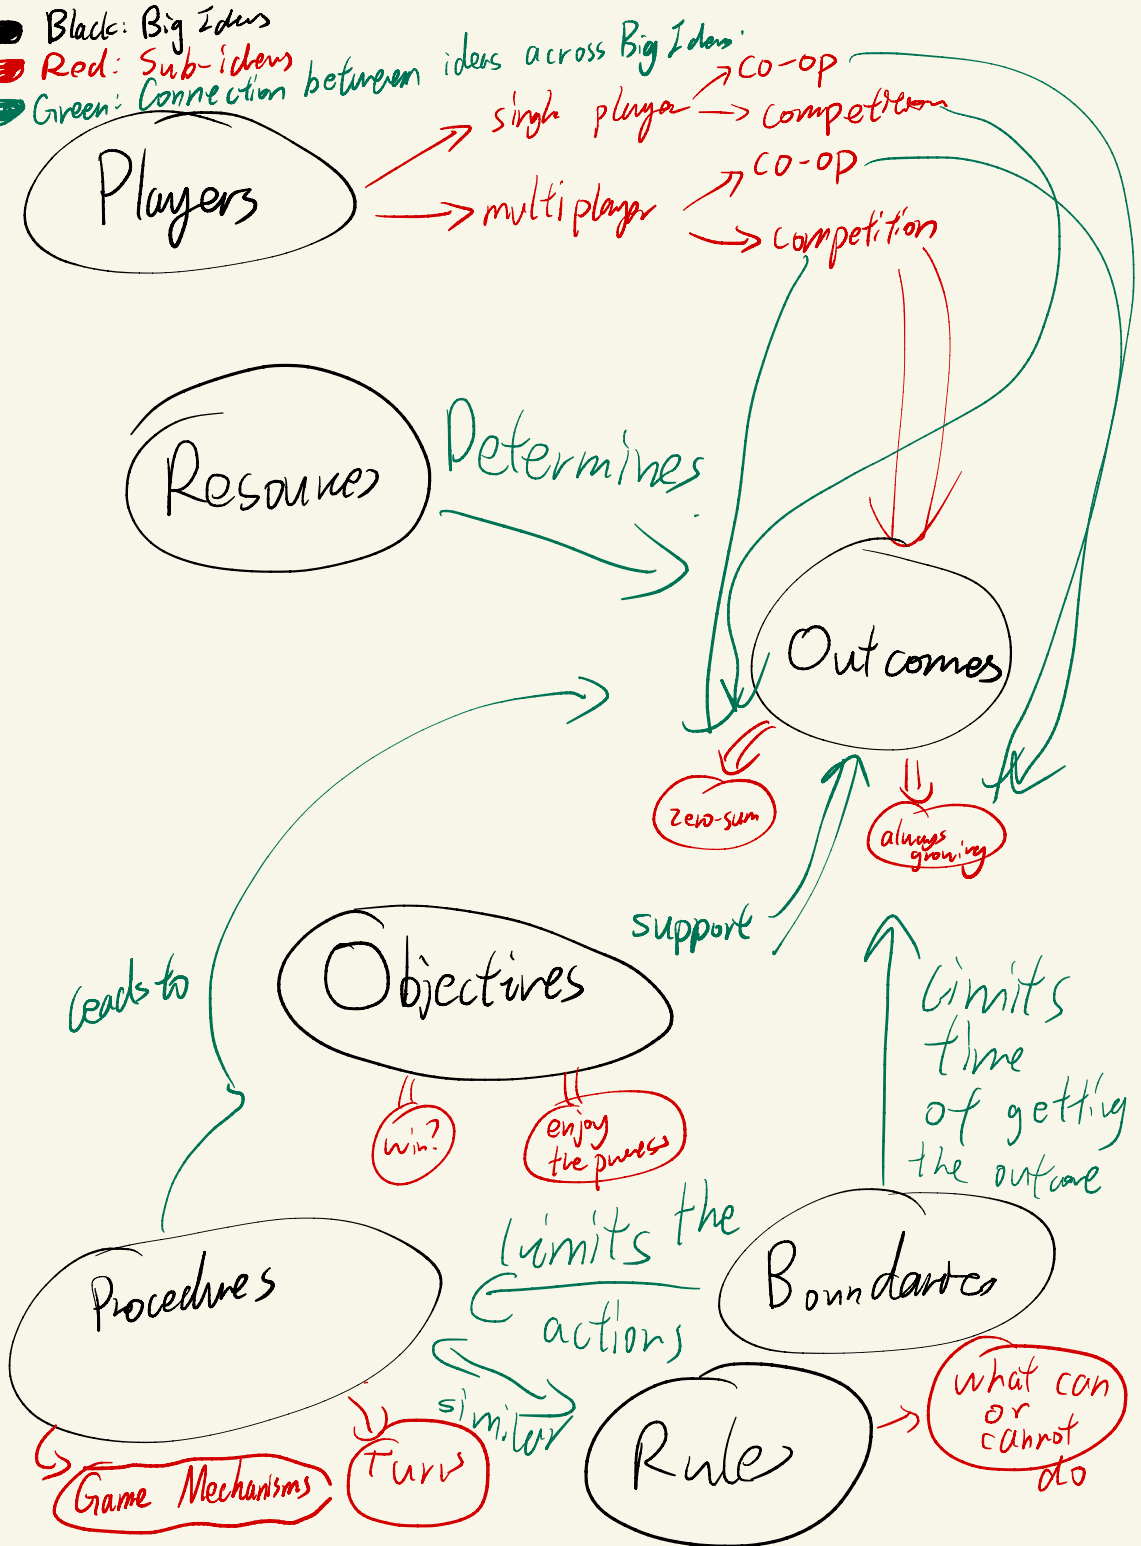 Black: Big Ideas
Red: Sub-ideas
Green: Connection between ideas across Big Ideas.
Players
single player
co-op
competition
multiplayer
co-op
competition
Resources
Determines
Outcomes
zero-sum
always
growing
support
Leads to
Objectives
win?
enjoy
the process
Limits
time
of getting
the outcome
Procedures
Limits the
actions
Boundaries
similar
Rules
what can
or
cannot
do
Game Mechanisms
Turns